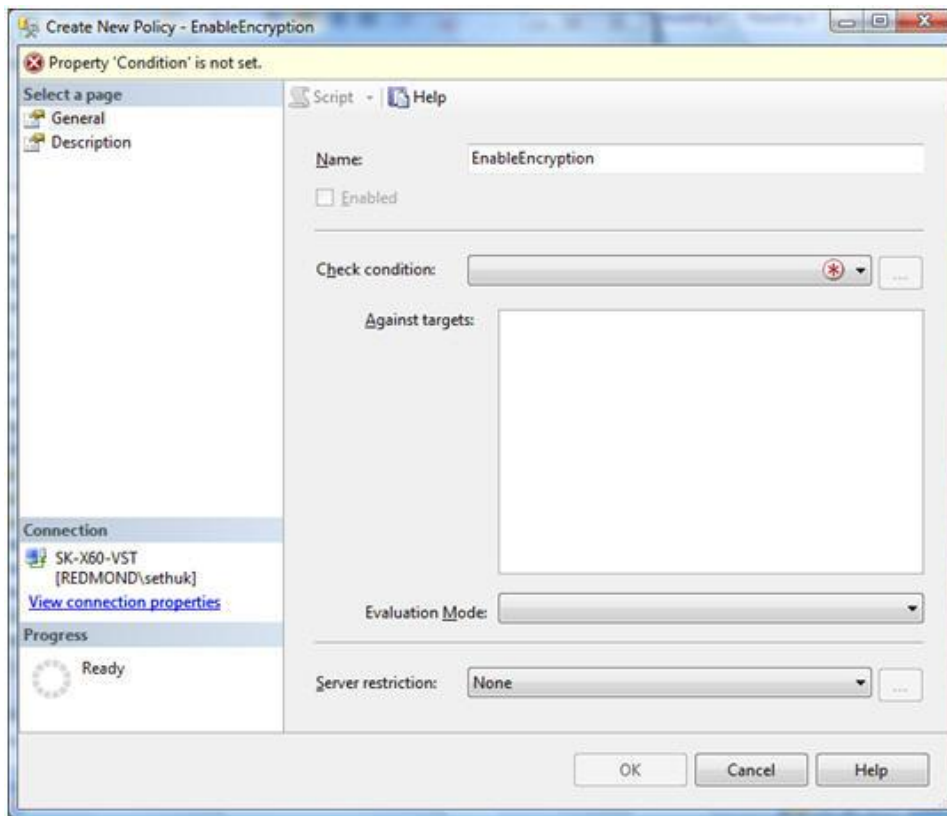 Create New Policy - EnableEncryption
Property 'Condition' is not set.
Select a page
General
Description
Script
Help
Name:
EnableEncryption
Enabled
Check condition:
...
Against targets:
Connection
SK-X60-VST
[REDMOND\sethuk]
View connection properties
Evaluation Mode:
Progress
Ready
Server restriction:
None
...
OK
Cancel
Help